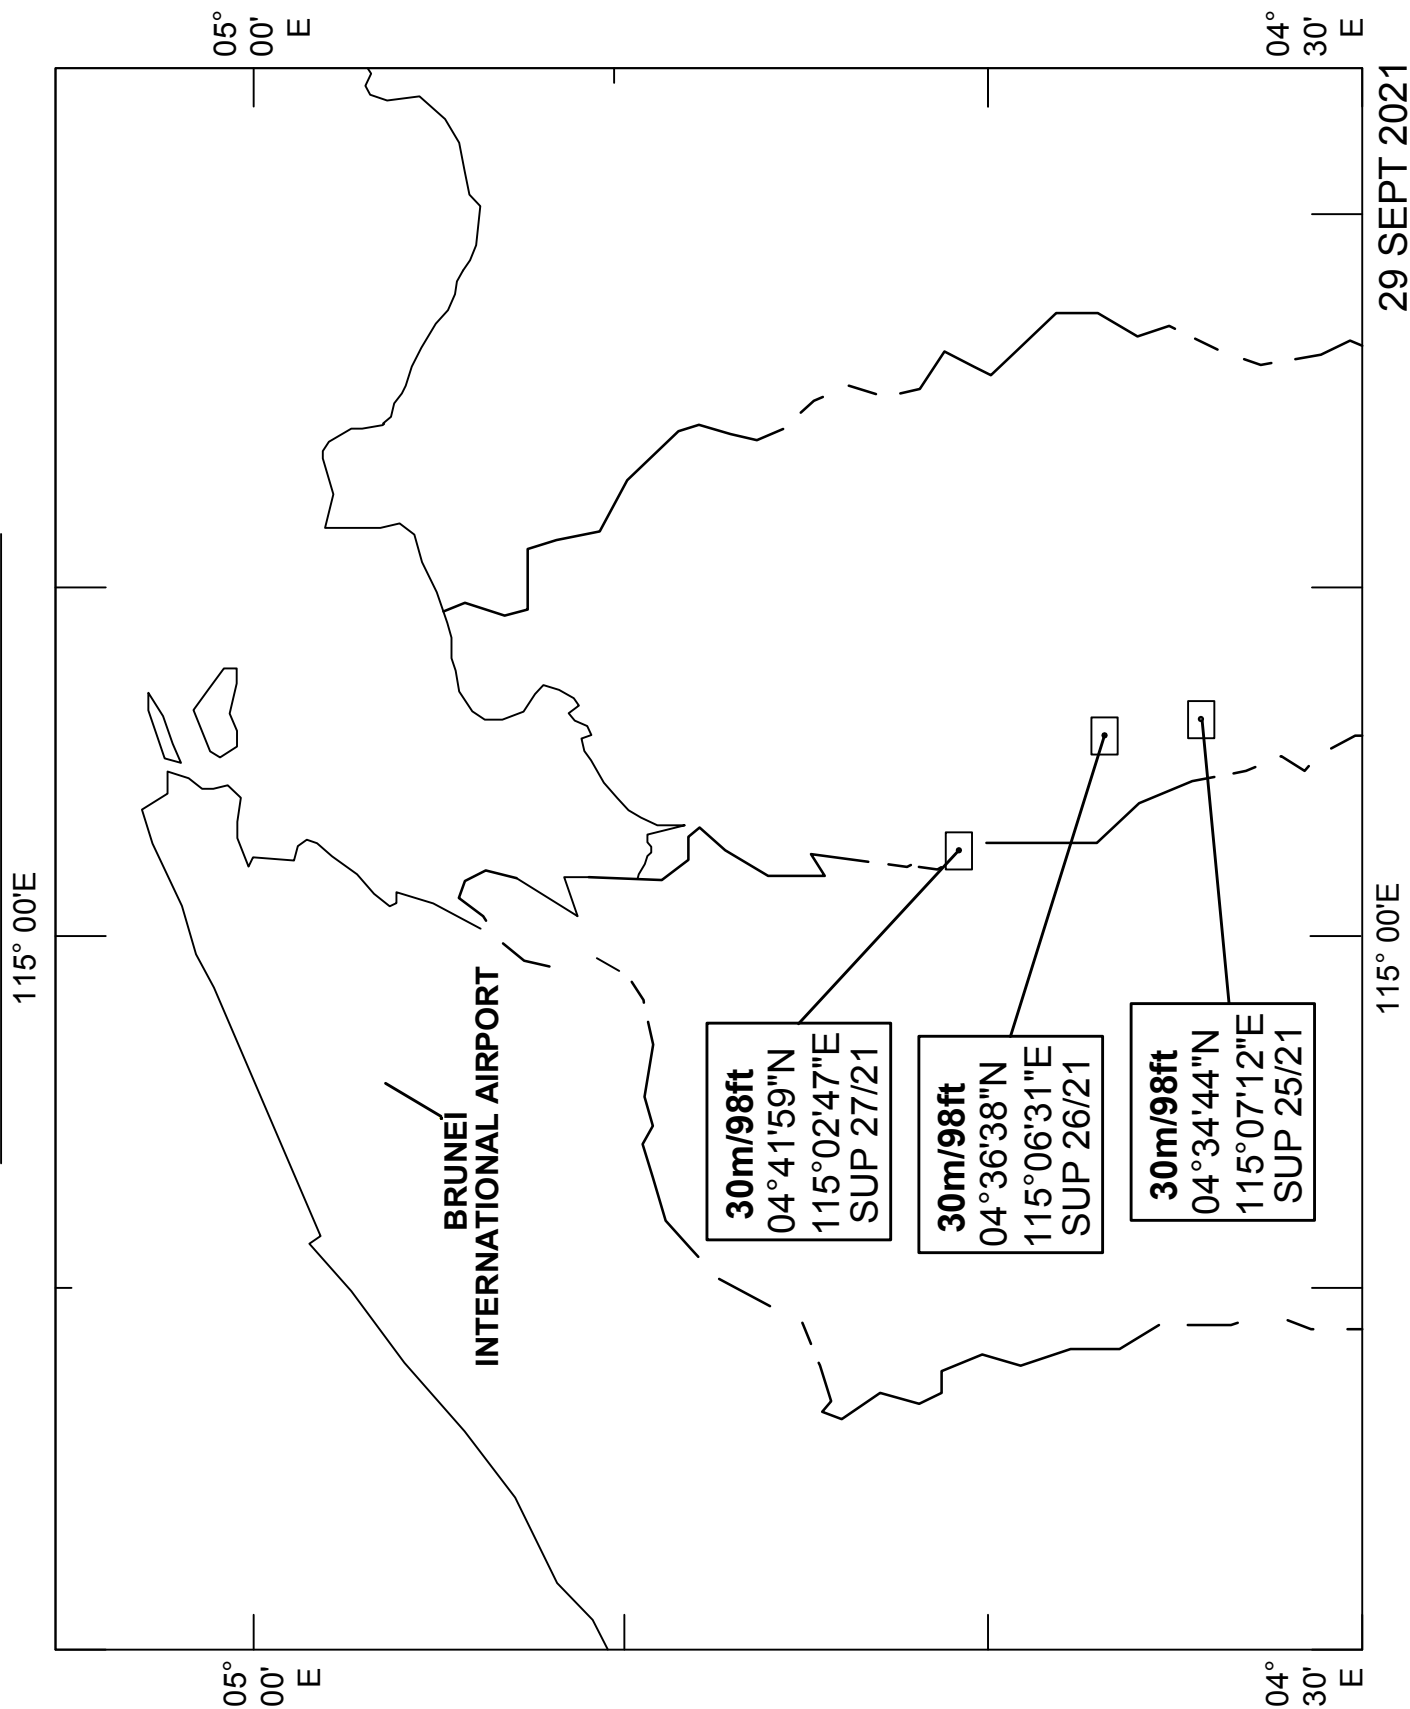 115° 00'E
05°
00'
E
05°
00'
E
BRUNEI
INTERNATIONAL AIRPORT
30m/98ft
04°41'59"N
115°02'47"E
SUP 27/21
30m/98ft
04°36'38"N
115°06'31"E
SUP 26/21
30m/98ft
04°34'44"N
115°07'12"E
SUP 25/21
04°
30'
E
04°
30'
E
115° 00'E
29 SEPT 2021